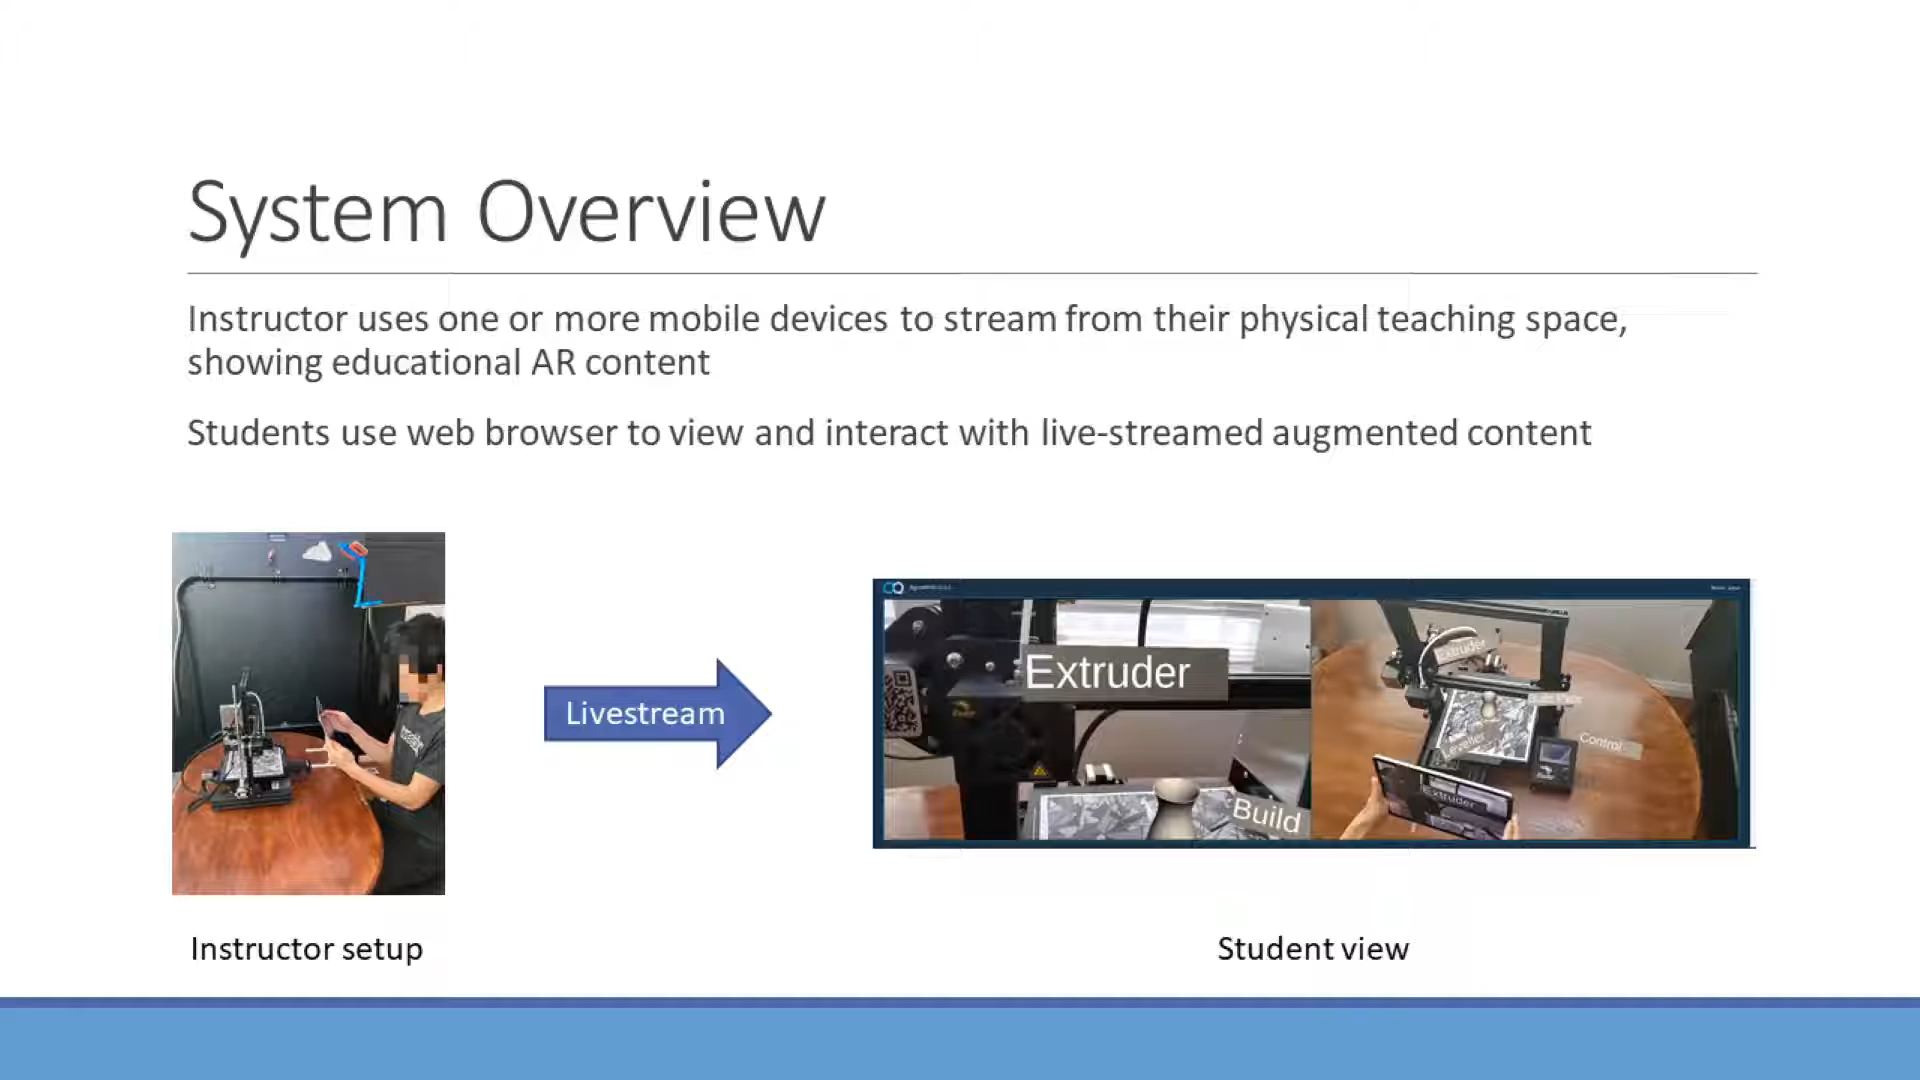 System Overview
Instructor uses one or more mobile devices to stream from their physical teaching space,
showing educational AR content
Students use web browser to view and interact with live-streamed augmented content
Livestream
Extruder
Build
Extruder
Leveller
Control
Extruder
Instructor setup
Student view